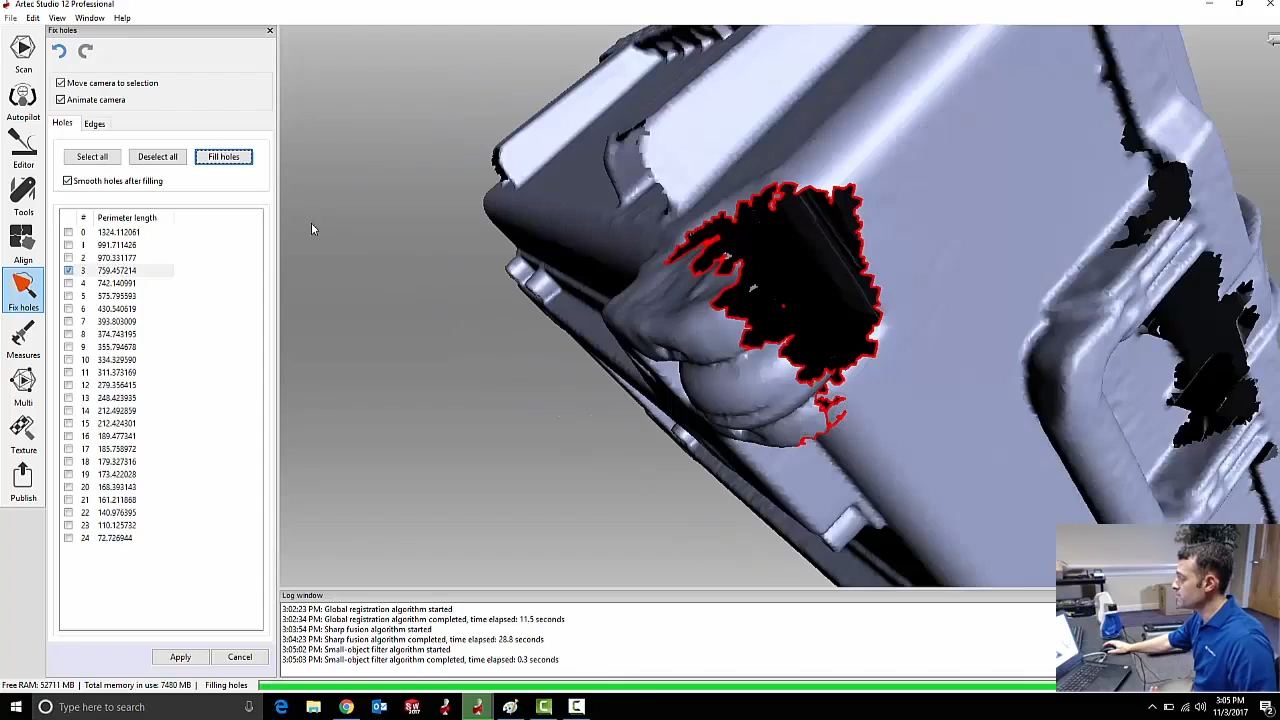 Artec Studio 12 Professional
File Edit View Window Help
Fix holes
Scan
Autopilot
Editor
Tools
Align
Fix holes
Measures
Multi
Texture
Publish
Move camera to selection
Animate camera
Holes Edges
Select all Deselect all Fill holes
Smooth holes after filling
# Perimeter length
0 1324.112061
1 991.711426
2 970.331177
3 759.457214
4 742.140991
5 575.795593
6 430.540619
7 393.803009
8 374.743195
9 355.794678
10 334.329590
11 311.373169
12 279.356415
13 248.423935
14 212.492859
15 212.424301
16 189.477341
17 185.758972
18 179.327316
19 173.422028
20 168.393143
21 161.211868
22 140.976395
23 110.125732
24 72.726944
Apply Cancel
Log window
3:02:23 PM: Global registration algorithm started
3:02:34 PM: Global registration algorithm completed, time elapsed: 11.5 seconds
3:03:54 PM: Sharp fusion algorithm started
3:04:23 PM: Sharp fusion algorithm completed, time elapsed: 28.8 seconds
3:05:02 PM: Small-object filter algorithm started
3:05:03 PM: Small-object filter algorithm completed, time elapsed: 0.3 seconds
Free RAM: 52711 MB Total memory in use: 7480 MB Filling holes
Type here to search
3:05 PM
11/3/2017